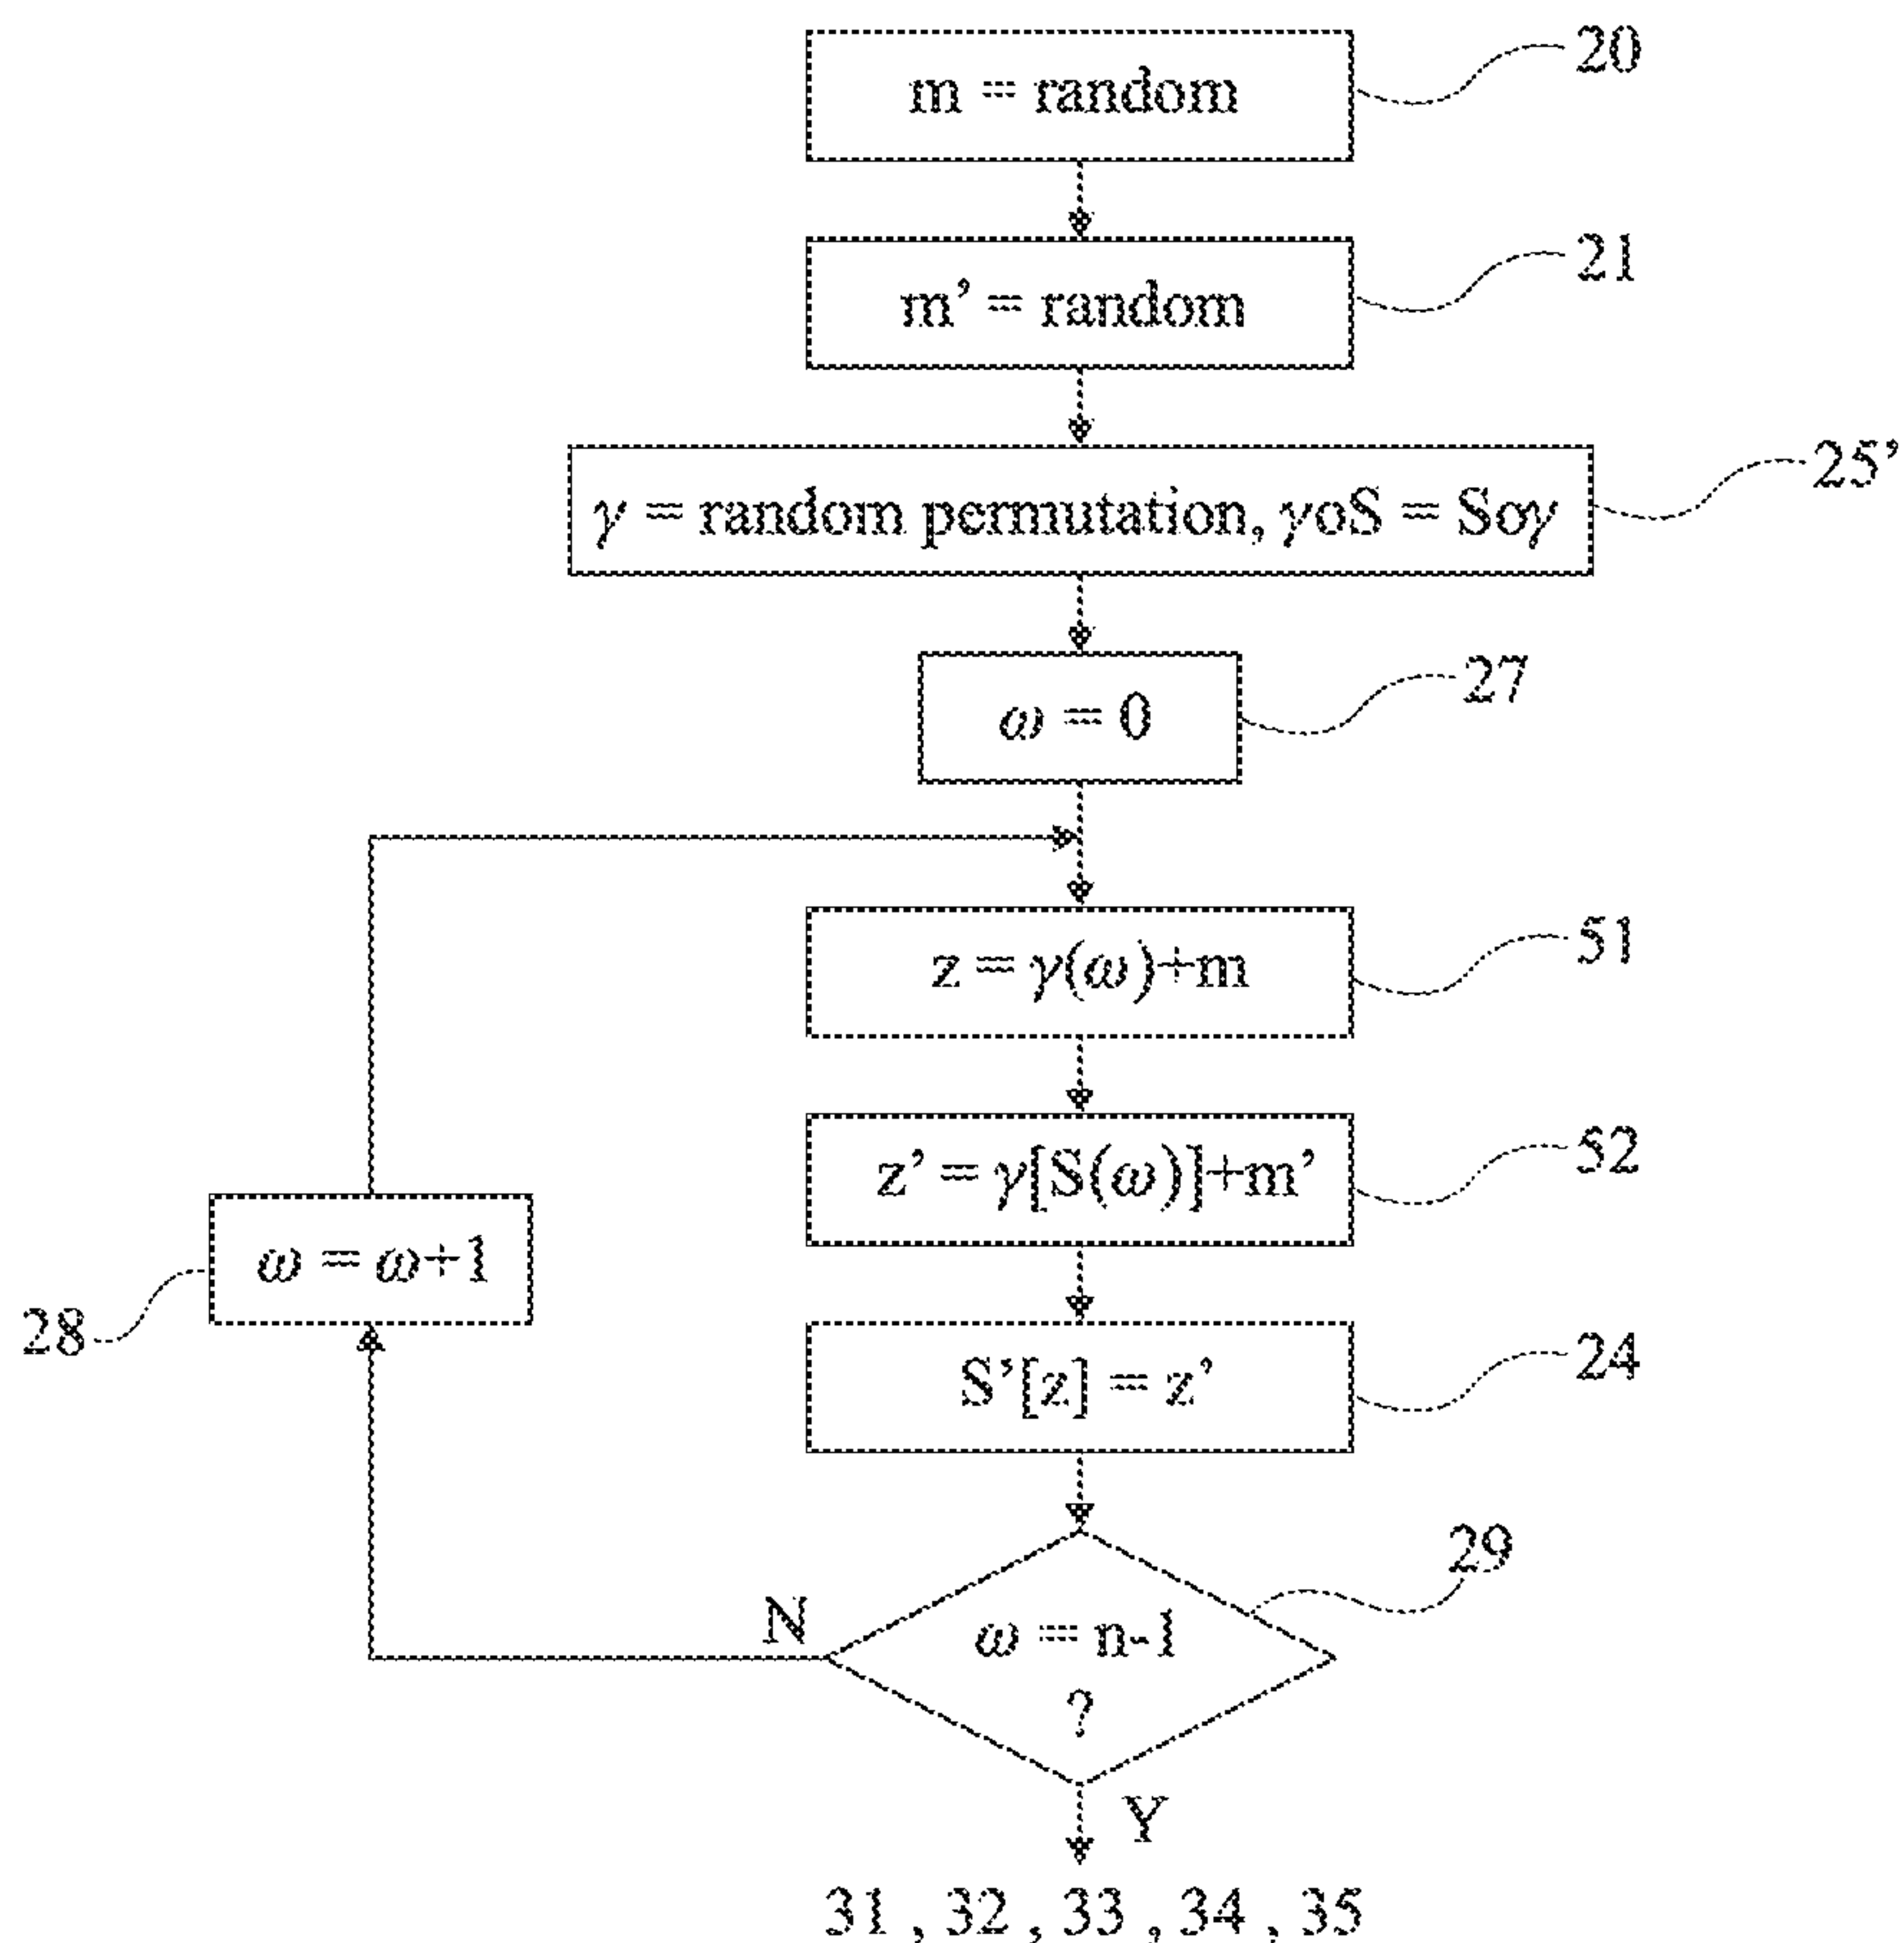 m = random
20
m’ = random
21
γ = random permutation, γoS = Soγ
25’
ω = 0
27
z = γ(ω)+m
51
z’ = γ[S(ω)]+m’
52
ω = ω+1
28
S’[z] = z’
24
ω = n-1
?
29
N
Y
31 , 32 , 33 , 34 , 35